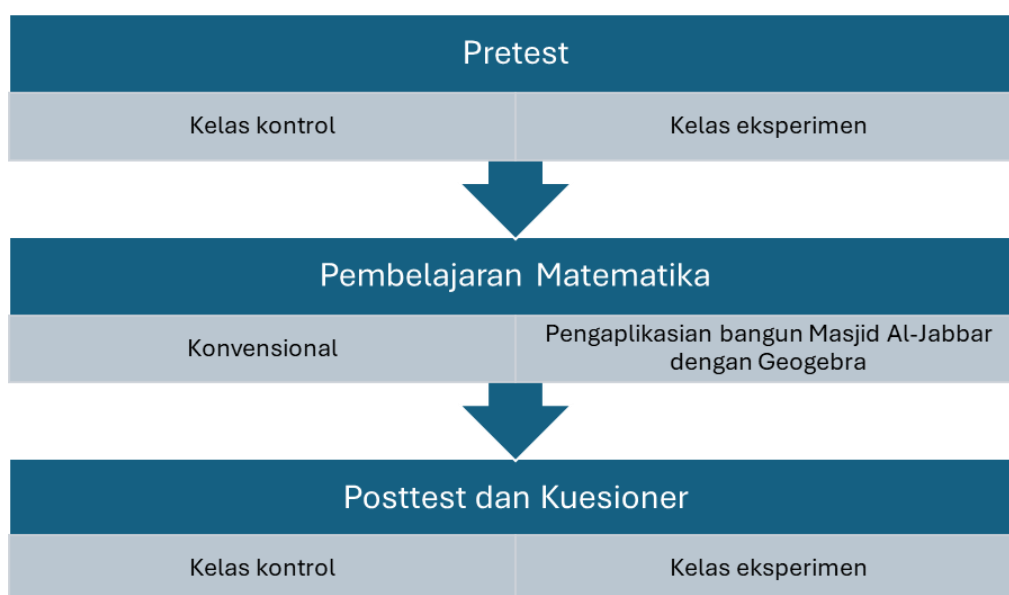 Pretest
Kelas kontrol
Kelas eksperimen
Pembelajaran Matematika
Konvensional
Pengaplikasian bangun Masjid Al-Jabbar
dengan Geogebra
Posttest dan Kuesioner
Kelas kontrol
Kelas eksperimen